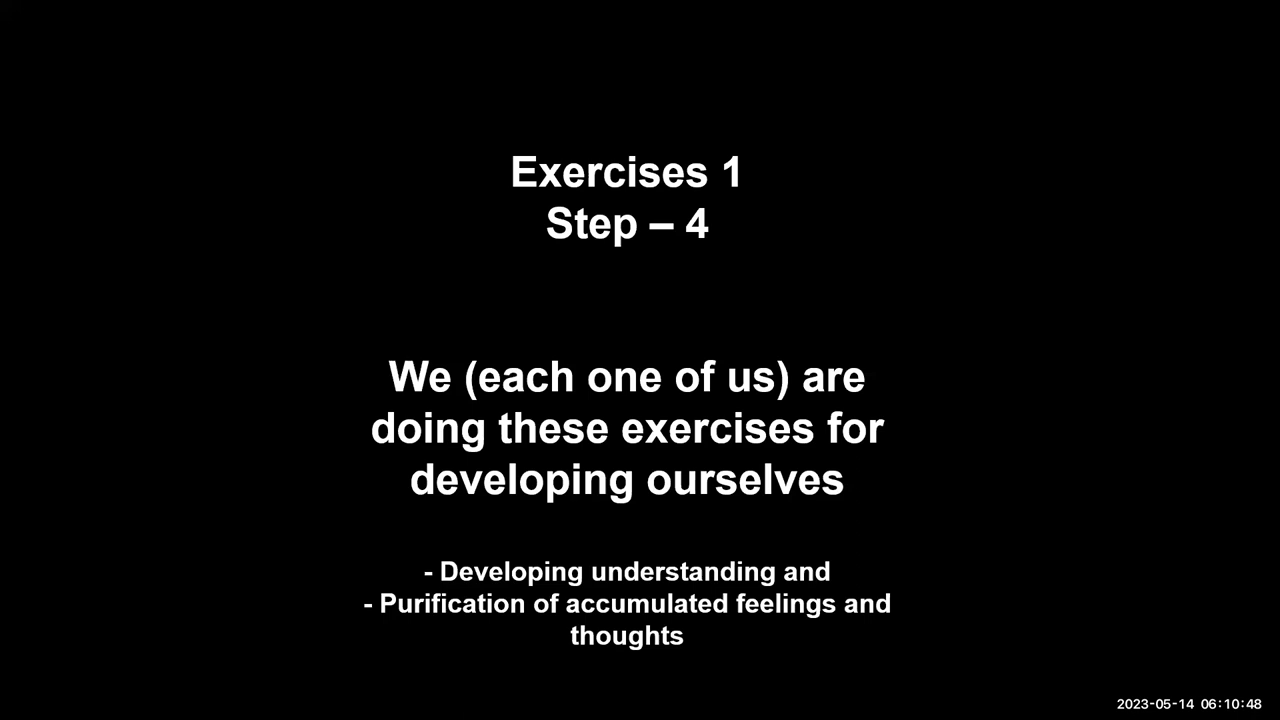 Exercises 1
Step – 4
We (each one of us) are
doing these exercises for
developing ourselves
- Developing understanding and
- Purification of accumulated feelings and
thoughts
2023-05-14 06:10:48